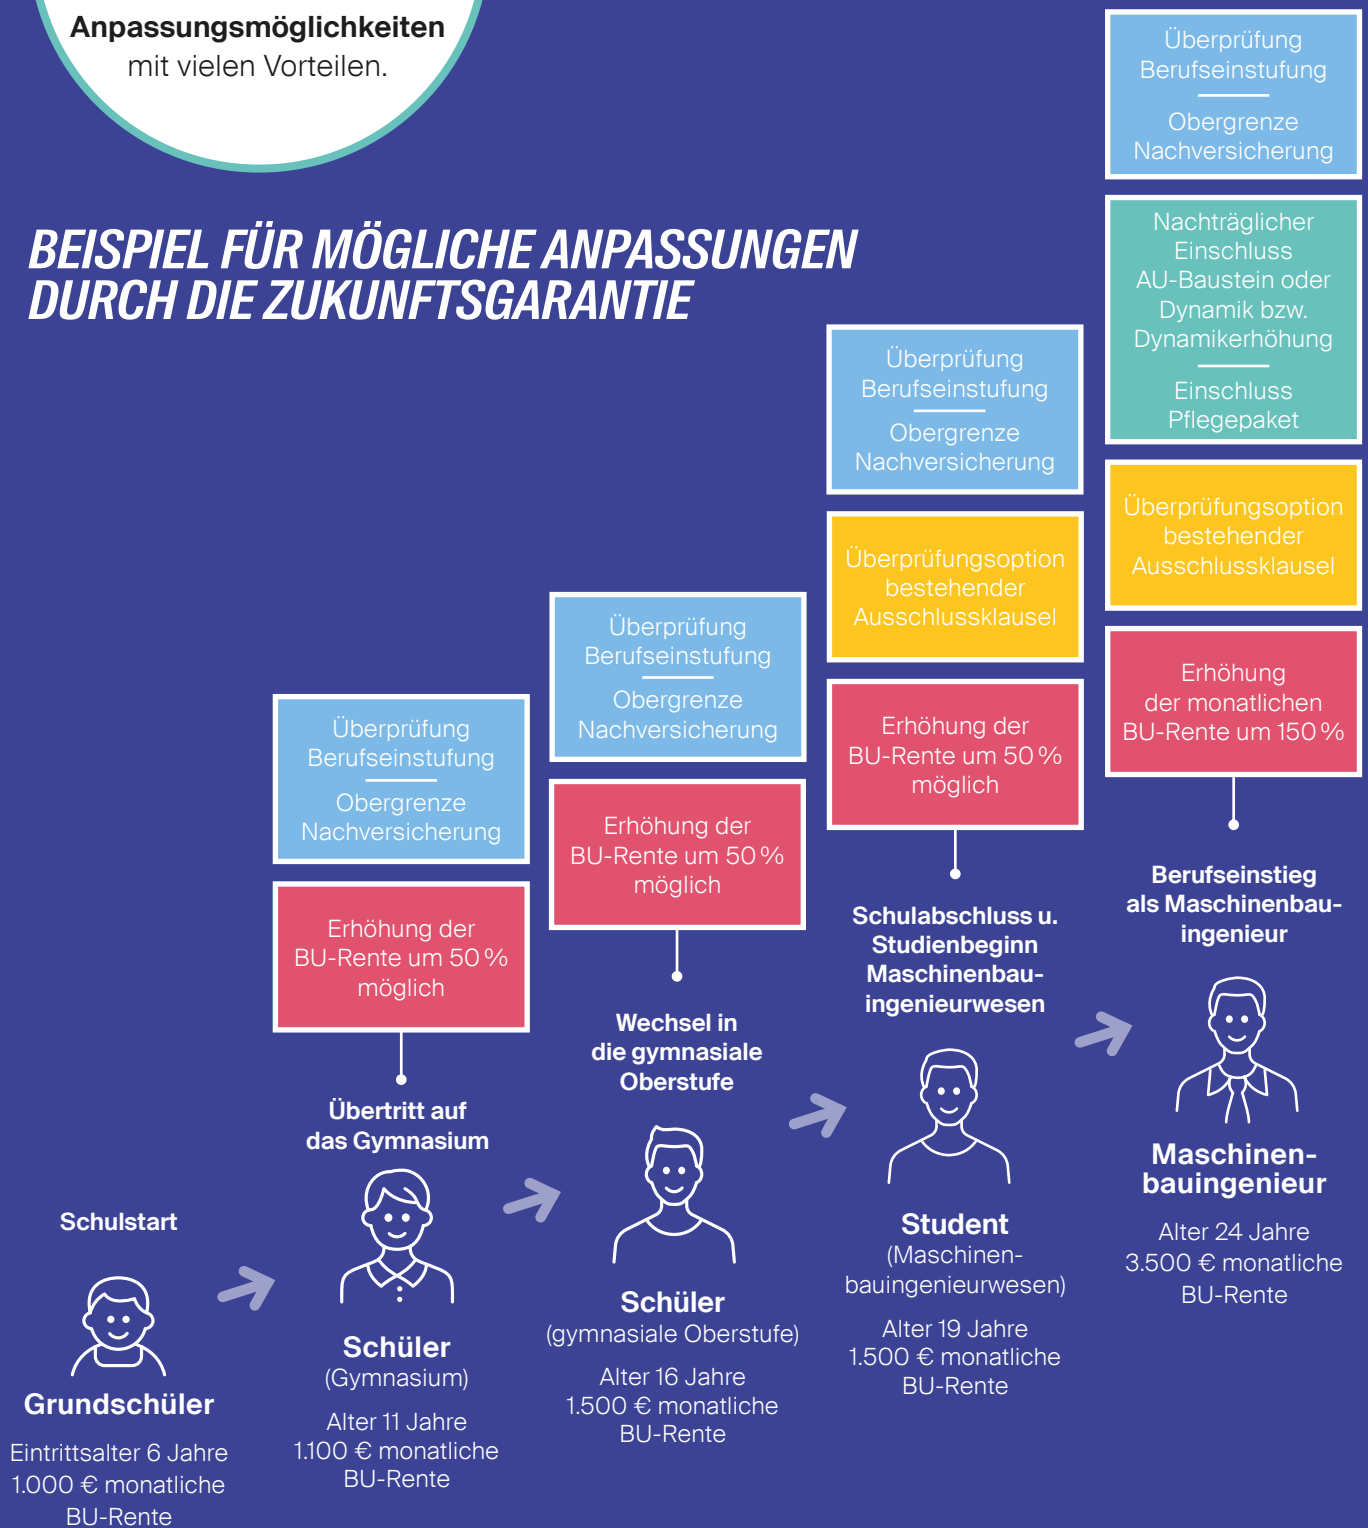 Anpassungsmöglichkeiten
mit vielen Vorteilen.
BEISPIEL FÜR MÖGLICHE ANPASSUNGEN
DURCH DIE ZUKUNFTSGARANTIE
Schulstart
Grundschüler
Eintrittsalter 6 Jahre
1.000 € monatliche
BU-Rente
Überprüfung
Berufseinstufung
Obergrenze
Nachversicherung
Erhöhung der
BU-Rente um 50 %
möglich
Übertritt auf
das Gymnasium
Schüler
(Gymnasium)
Alter 11 Jahre
1.100 € monatliche
BU-Rente
Überprüfung
Berufseinstufung
Obergrenze
Nachversicherung
Erhöhung der
BU-Rente um 50 %
möglich
Wechsel in
die gymnasiale
Oberstufe
Schüler
(gymnasiale Oberstufe)
Alter 16 Jahre
1.500 € monatliche
BU-Rente
Überprüfung
Berufseinstufung
Obergrenze
Nachversicherung
Überprüfungsoption
bestehender
Ausschlussklausel
Erhöhung der
BU-Rente um 50 %
möglich
Schulabschluss u.
Studienbeginn
Maschinenbau-
ingenieurwesen
Student
(Maschinen-
bauingenieurwesen)
Alter 19 Jahre
1.500 € monatliche
BU-Rente
Überprüfung
Berufseinstufung
Obergrenze
Nachversicherung
Nachträglicher
Einschluss
AU-Baustein oder
Dynamik bzw.
Dynamikerhöhung
Einschluss
Pflegepaket
Überprüfungsoption
bestehender
Ausschlussklausel
Erhöhung
der monatlichen
BU-Rente um 150 %
Berufseinstieg
als Maschinenbau-
ingenieur
Maschinen-
bauingenieur
Alter 24 Jahre
3.500 € monatliche
BU-Rente